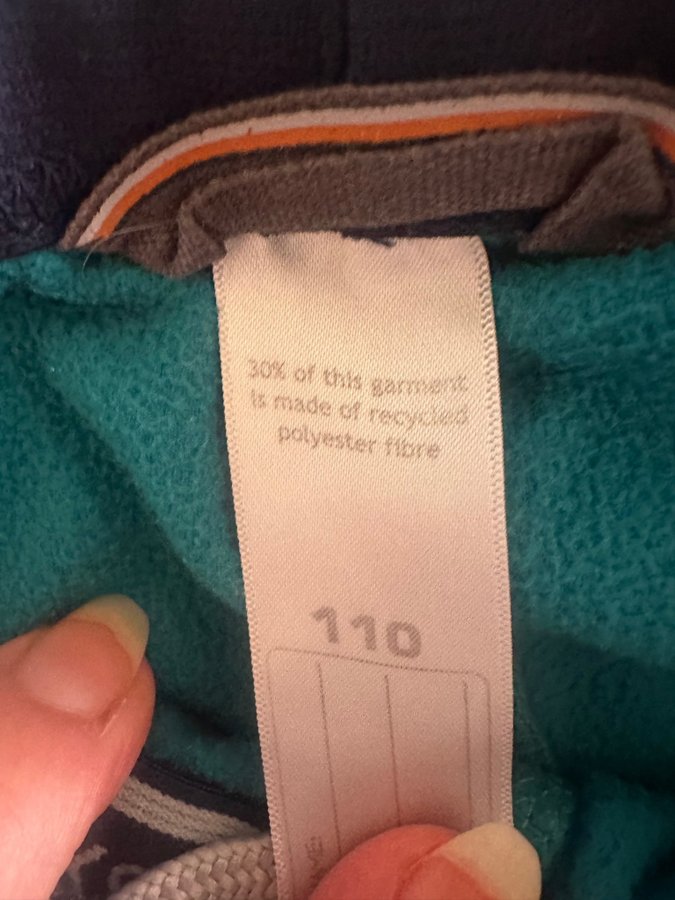 30% of this garment
is made of recycled
polyester fibre
110